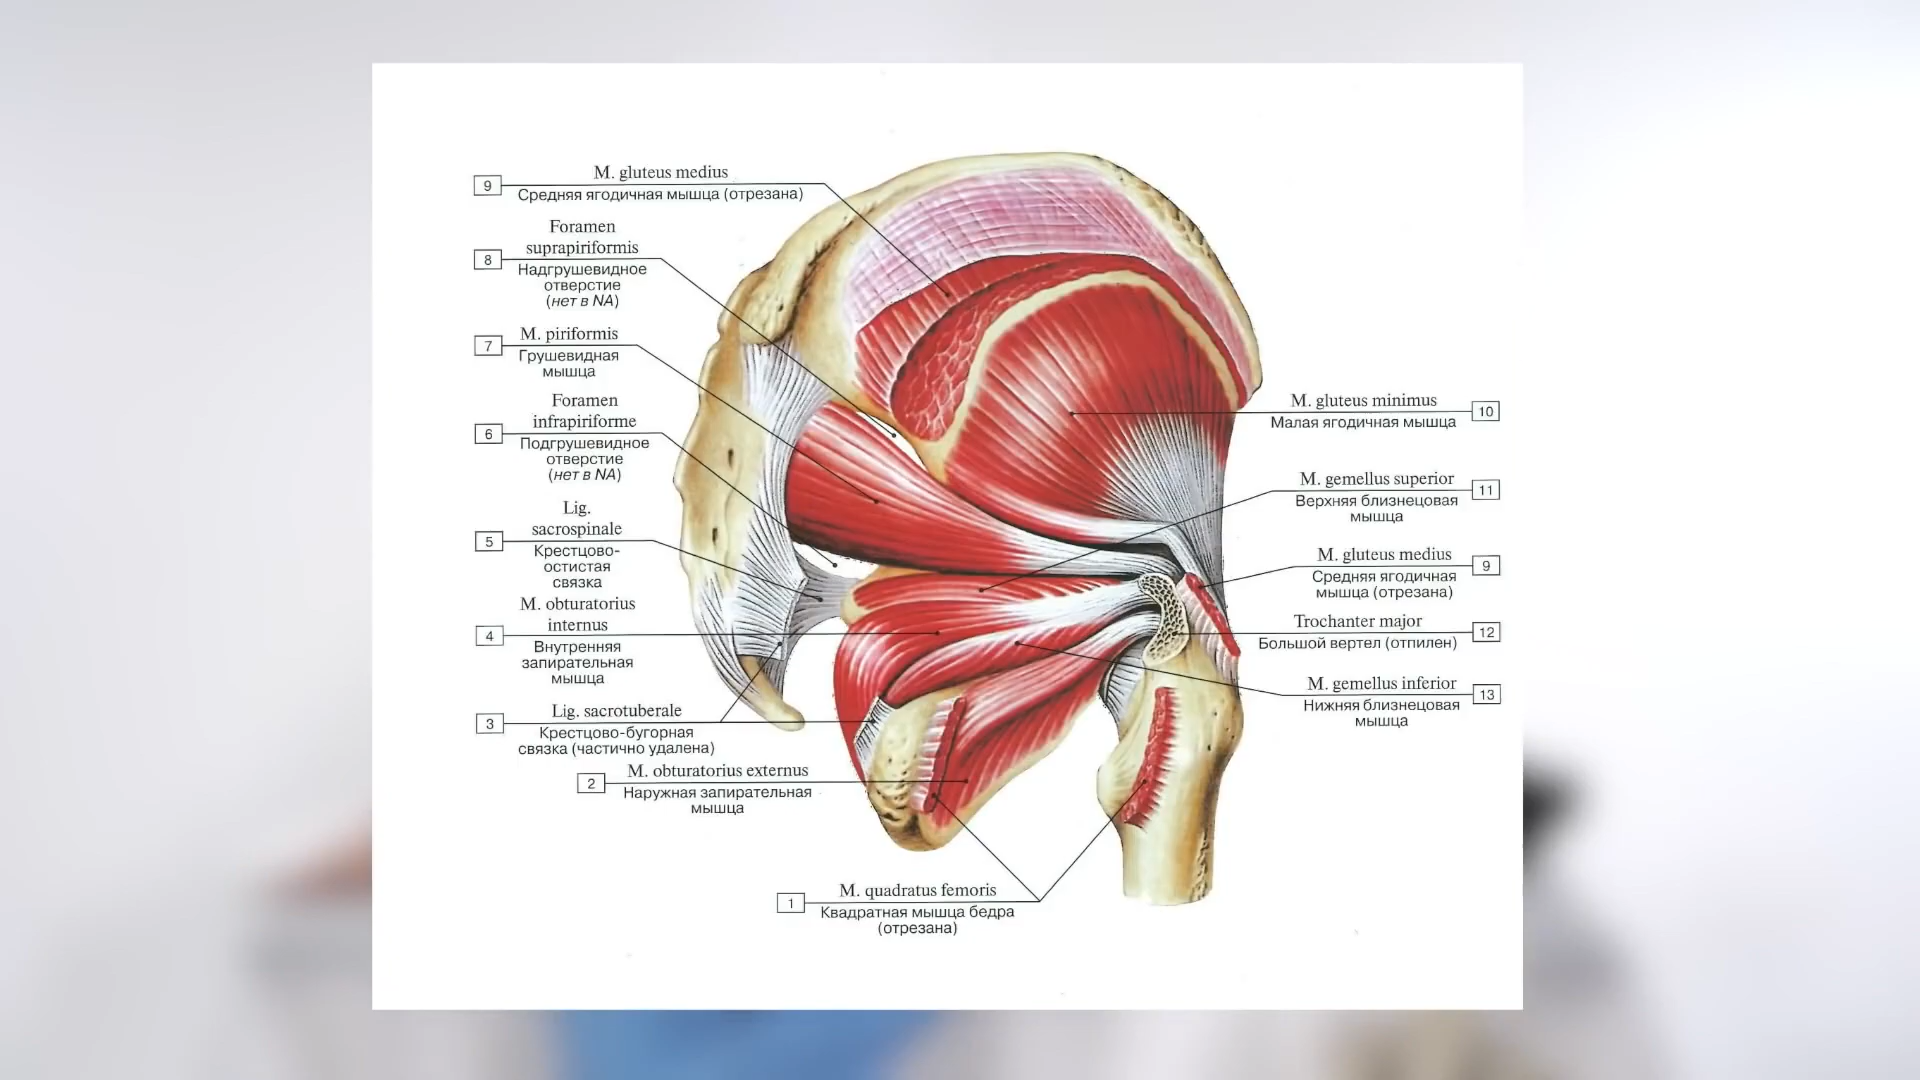 9
M. gluteus medius
Средняя ягодичная мышца (отрезана)
8
Foramen
suprapiriformis
Надгрушевидное
отверстие
(нет в NA)
7
M. piriformis
Грушевидная
мышца
6
Foramen
infrapiriforme
Подгрушевидное
отверстие
(нет в NA)
5
Lig.
sacrospinale
Крестцово-
остистая
связка
4
M. obturatorius
internus
Внутренняя
запирательная
мышца
3
Lig. sacrotuberale
Крестцово-бугорная
связка (частично удалена)
2
M. obturatorius externus
Наружная запирательная
мышца
1
M. quadratus femoris
Квадратная мышца бедра
(отрезана)
M. gluteus minimus
10
Малая ягодичная мышца
M. gemellus superior
11
Верхняя близнецовая
мышца
M. gluteus medius
9
Средняя ягодичная
мышца (отрезана)
Trochanter major
12
Большой вертел (отпилен)
M. gemellus inferior
13
Нижняя близнецовая
мышца